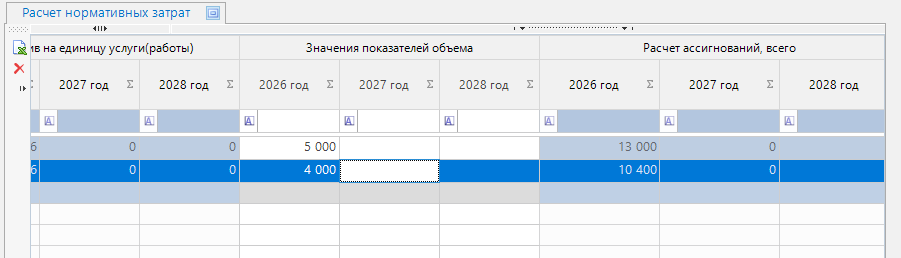 Расчет нормативных затрат
ив на единицу услуги(работы) Значения показателей объема Расчет ассигнований, всего
Σ 2027 год Σ 2028 год Σ 2026 год Σ 2027 год Σ 2028 год Σ 2026 год Σ 2027 год Σ 2028 год
A A A A A A A A
6 0 0 5 000 13 000 0
6 0 0 4 000 10 400 0